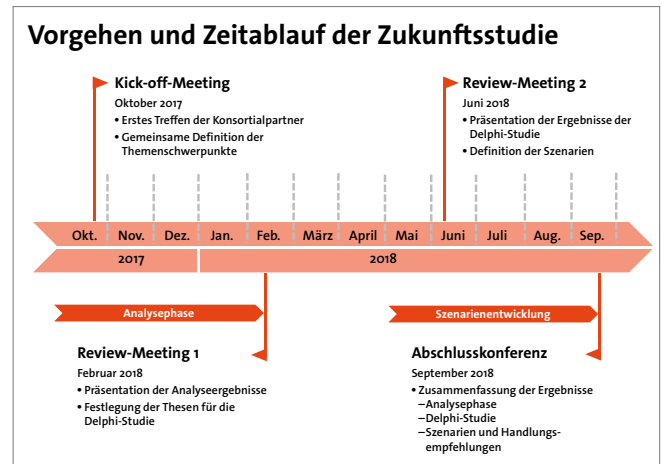 Vorgehen und Zeitablauf der Zukunftsstudie
Kick-off-Meeting
Oktober 2017
• Erstes Treffen der Konsortialpartner
• Gemeinsame Definition der
Themenschwerpunkte
Review-Meeting 2
Juni 2018
• Präsentation der Ergebnisse der
Delphi-Studie
• Definition der Szenarien
Okt. Nov. Dez. Jan. Feb. März April Mai Juni Juli Aug. Sep.
2017 2018
Analysephase
Szenarienentwicklung
Review-Meeting 1
Februar 2018
• Präsentation der Analyseergebnisse
• Festlegung der Thesen für die
Delphi-Studie
Abschlusskonferenz
September 2018
• Zusammenfassung der Ergebnisse
–Analysephase
–Delphi-Studie
–Szenarien und Handlungs-
empfehlungen